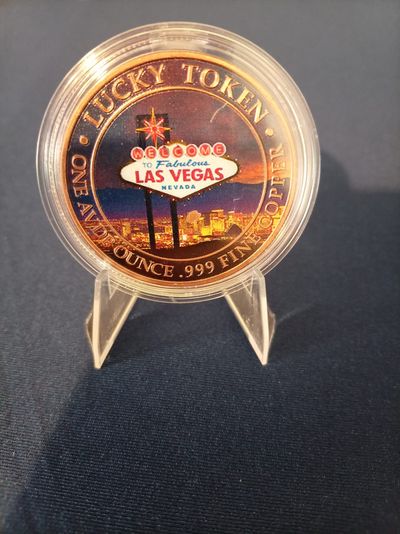 • LUCKY TOKEN •
WELCOME
TO Fabulous
LAS VEGAS
NEVADA
ONE AVDP. OUNCE .999 FINE COPPER